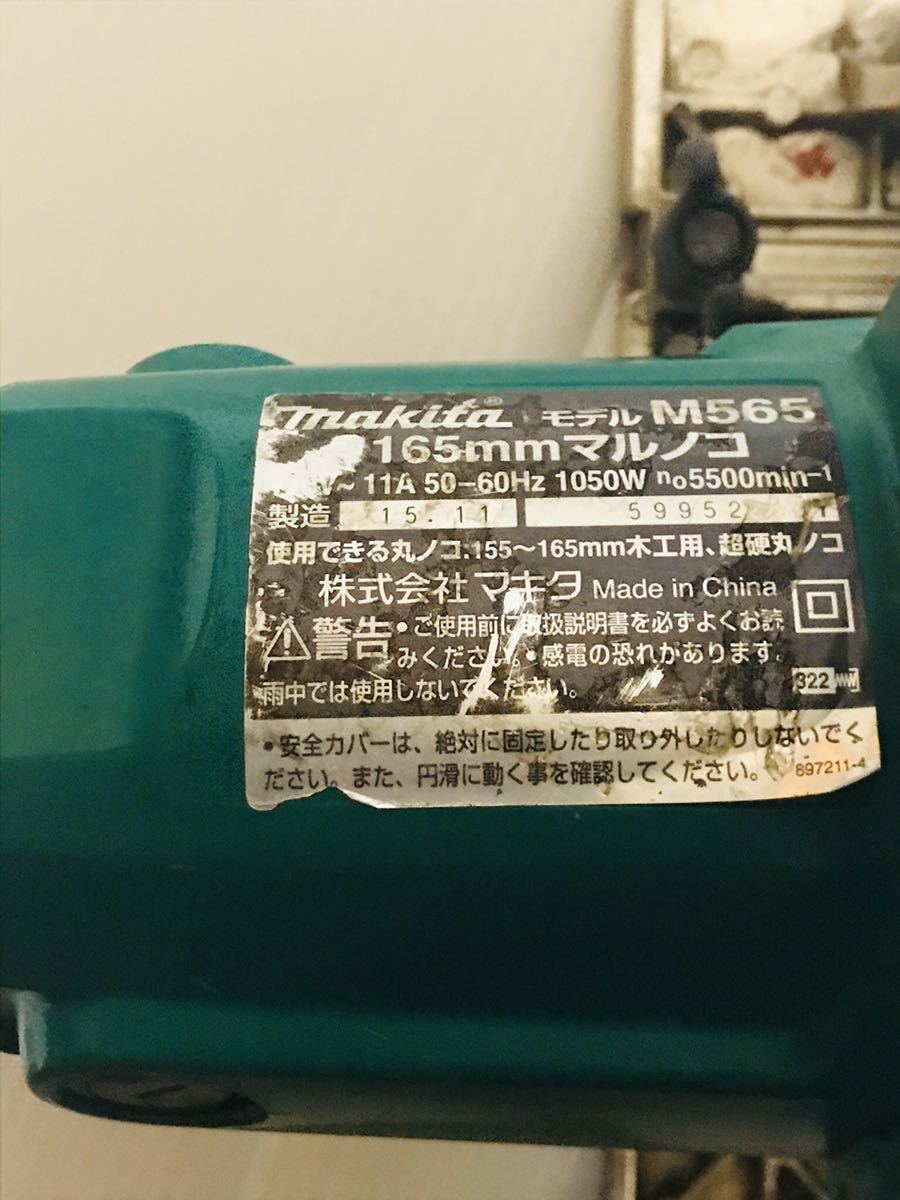 makita® モデル M565
165mmマルノコ
V~ 11A 50-60Hz 1050W n₀5500min⁻¹
製造 15.11 59952 Y
使用できる丸ノコ:155~165mm木工用、超硬丸ノコ
株式会社マキタ Made in China
警告 •ご使用前に取扱説明書を必ずよくお読
みください。•感電の恐れがあります。
雨中では使用しないでください。
322
•安全カバーは、絶対に固定したり取り外したりしないでく
ださい。また、円滑に動く事を確認してください。
897211-4